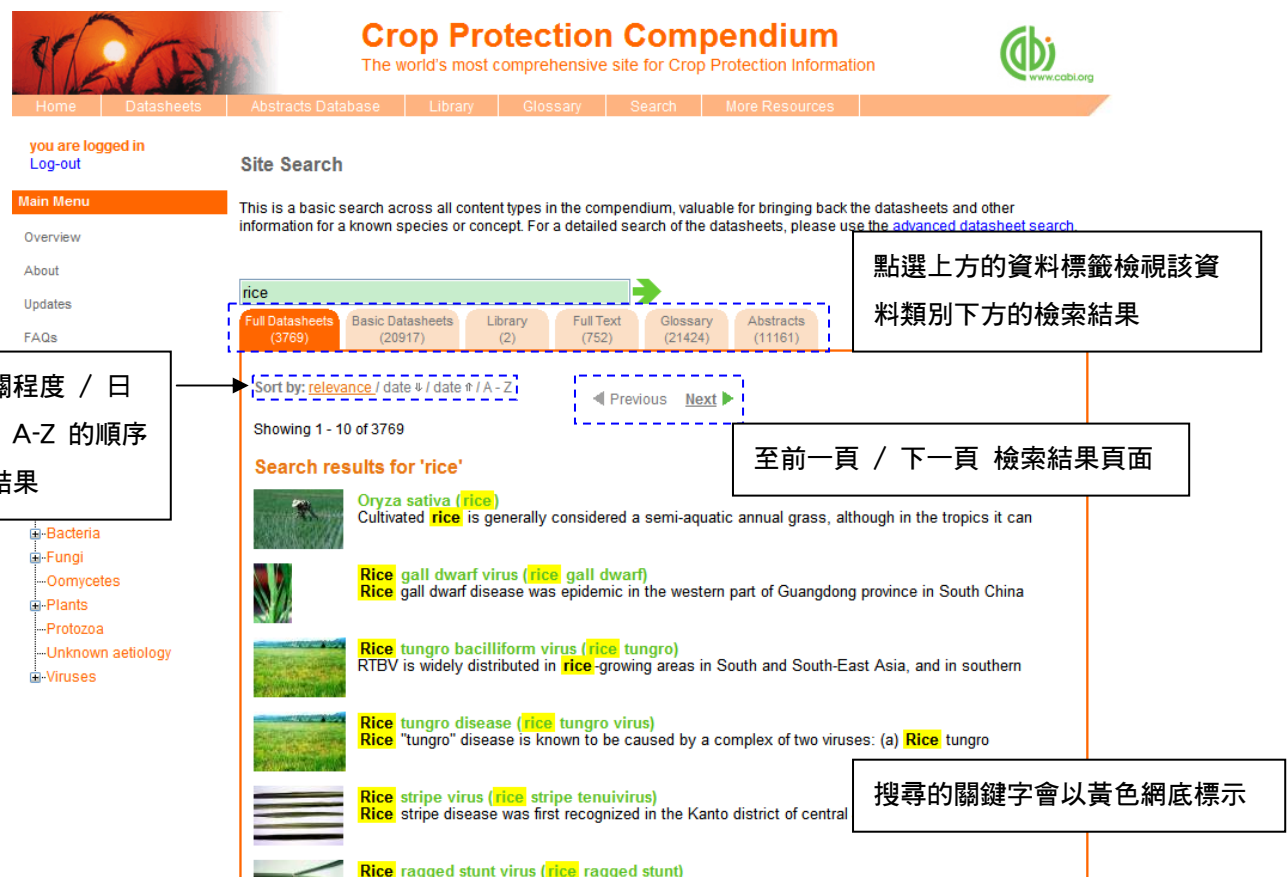 Crop Protection Compendium
The world's most comprehensive site for Crop Protection Information
cabi
www.cabi.org
Home Datasheets Abstracts Database Library Glossary Search More Resources
you are logged in
Log-out
Main Menu
Overview
About
Updates
FAQs
Site Search
This is a basic search across all content types in the compendium, valuable for bringing back the datasheets and other
information for a known species or concept. For a detailed search of the datasheets, please use the advanced datasheet search.
點選上方的資料標籤檢視該資
料類別下方的檢索結果
rice
Full Datasheets (3769)
Basic Datasheets (20917)
Library (2)
Full Text (752)
Glossary (21424)
Abstracts (11161)
關程度 / 日
A-Z 的順序
結果
Sort by: relevance / date ⇓ / date ⇑ / A - Z
Previous Next
Showing 1 - 10 of 3769
至前一頁 / 下一頁 檢索結果頁面
Search results for 'rice'
Oryza sativa (rice)
Cultivated rice is generally considered a semi-aquatic annual grass, although in the tropics it can
Rice gall dwarf virus (rice gall dwarf)
Rice gall dwarf disease was epidemic in the western part of Guangdong province in South China
Rice tungro bacilliform virus (rice tungro)
RTBV is widely distributed in rice-growing areas in South and South-East Asia, and in southern
Rice tungro disease (rice tungro virus)
Rice "tungro" disease is known to be caused by a complex of two viruses: (a) Rice tungro
Rice stripe virus (rice stripe tenuivirus)
Rice stripe disease was first recognized in the Kanto district of central
搜尋的關鍵字會以黃色網底標示
Rice ragged stunt virus (rice ragged stunt)
Bacteria
Fungi
Oomycetes
Plants
Protozoa
Unknown aetiology
Viruses